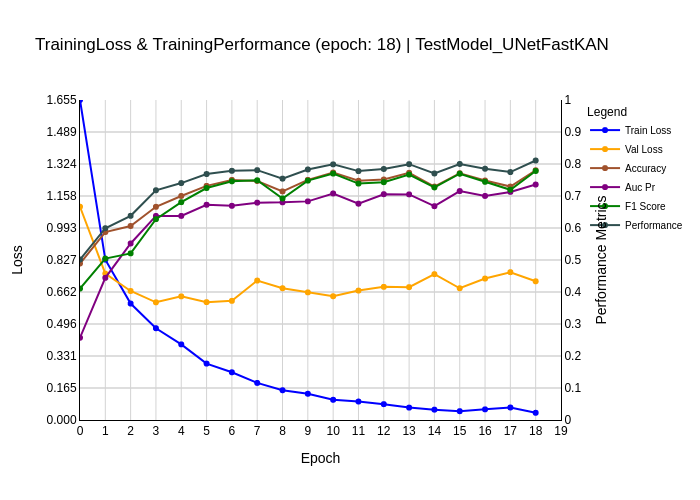 TrainingLoss & TrainingPerformance (epoch: 18) | TestModel_UNetFastKAN
Legend
Train Loss
Val Loss
Accuracy
Auc Pr
F1 Score
Performance
Loss
1.655
1.489
1.324
1.158
0.993
0.827
0.662
0.496
0.331
0.165
0.000
Performance Metrics
1
0.9
0.8
0.7
0.6
0.5
0.4
0.3
0.2
0.1
0
0 1 2 3 4 5 6 7 8 9 10 11 12 13 14 15 16 17 18 19
Epoch